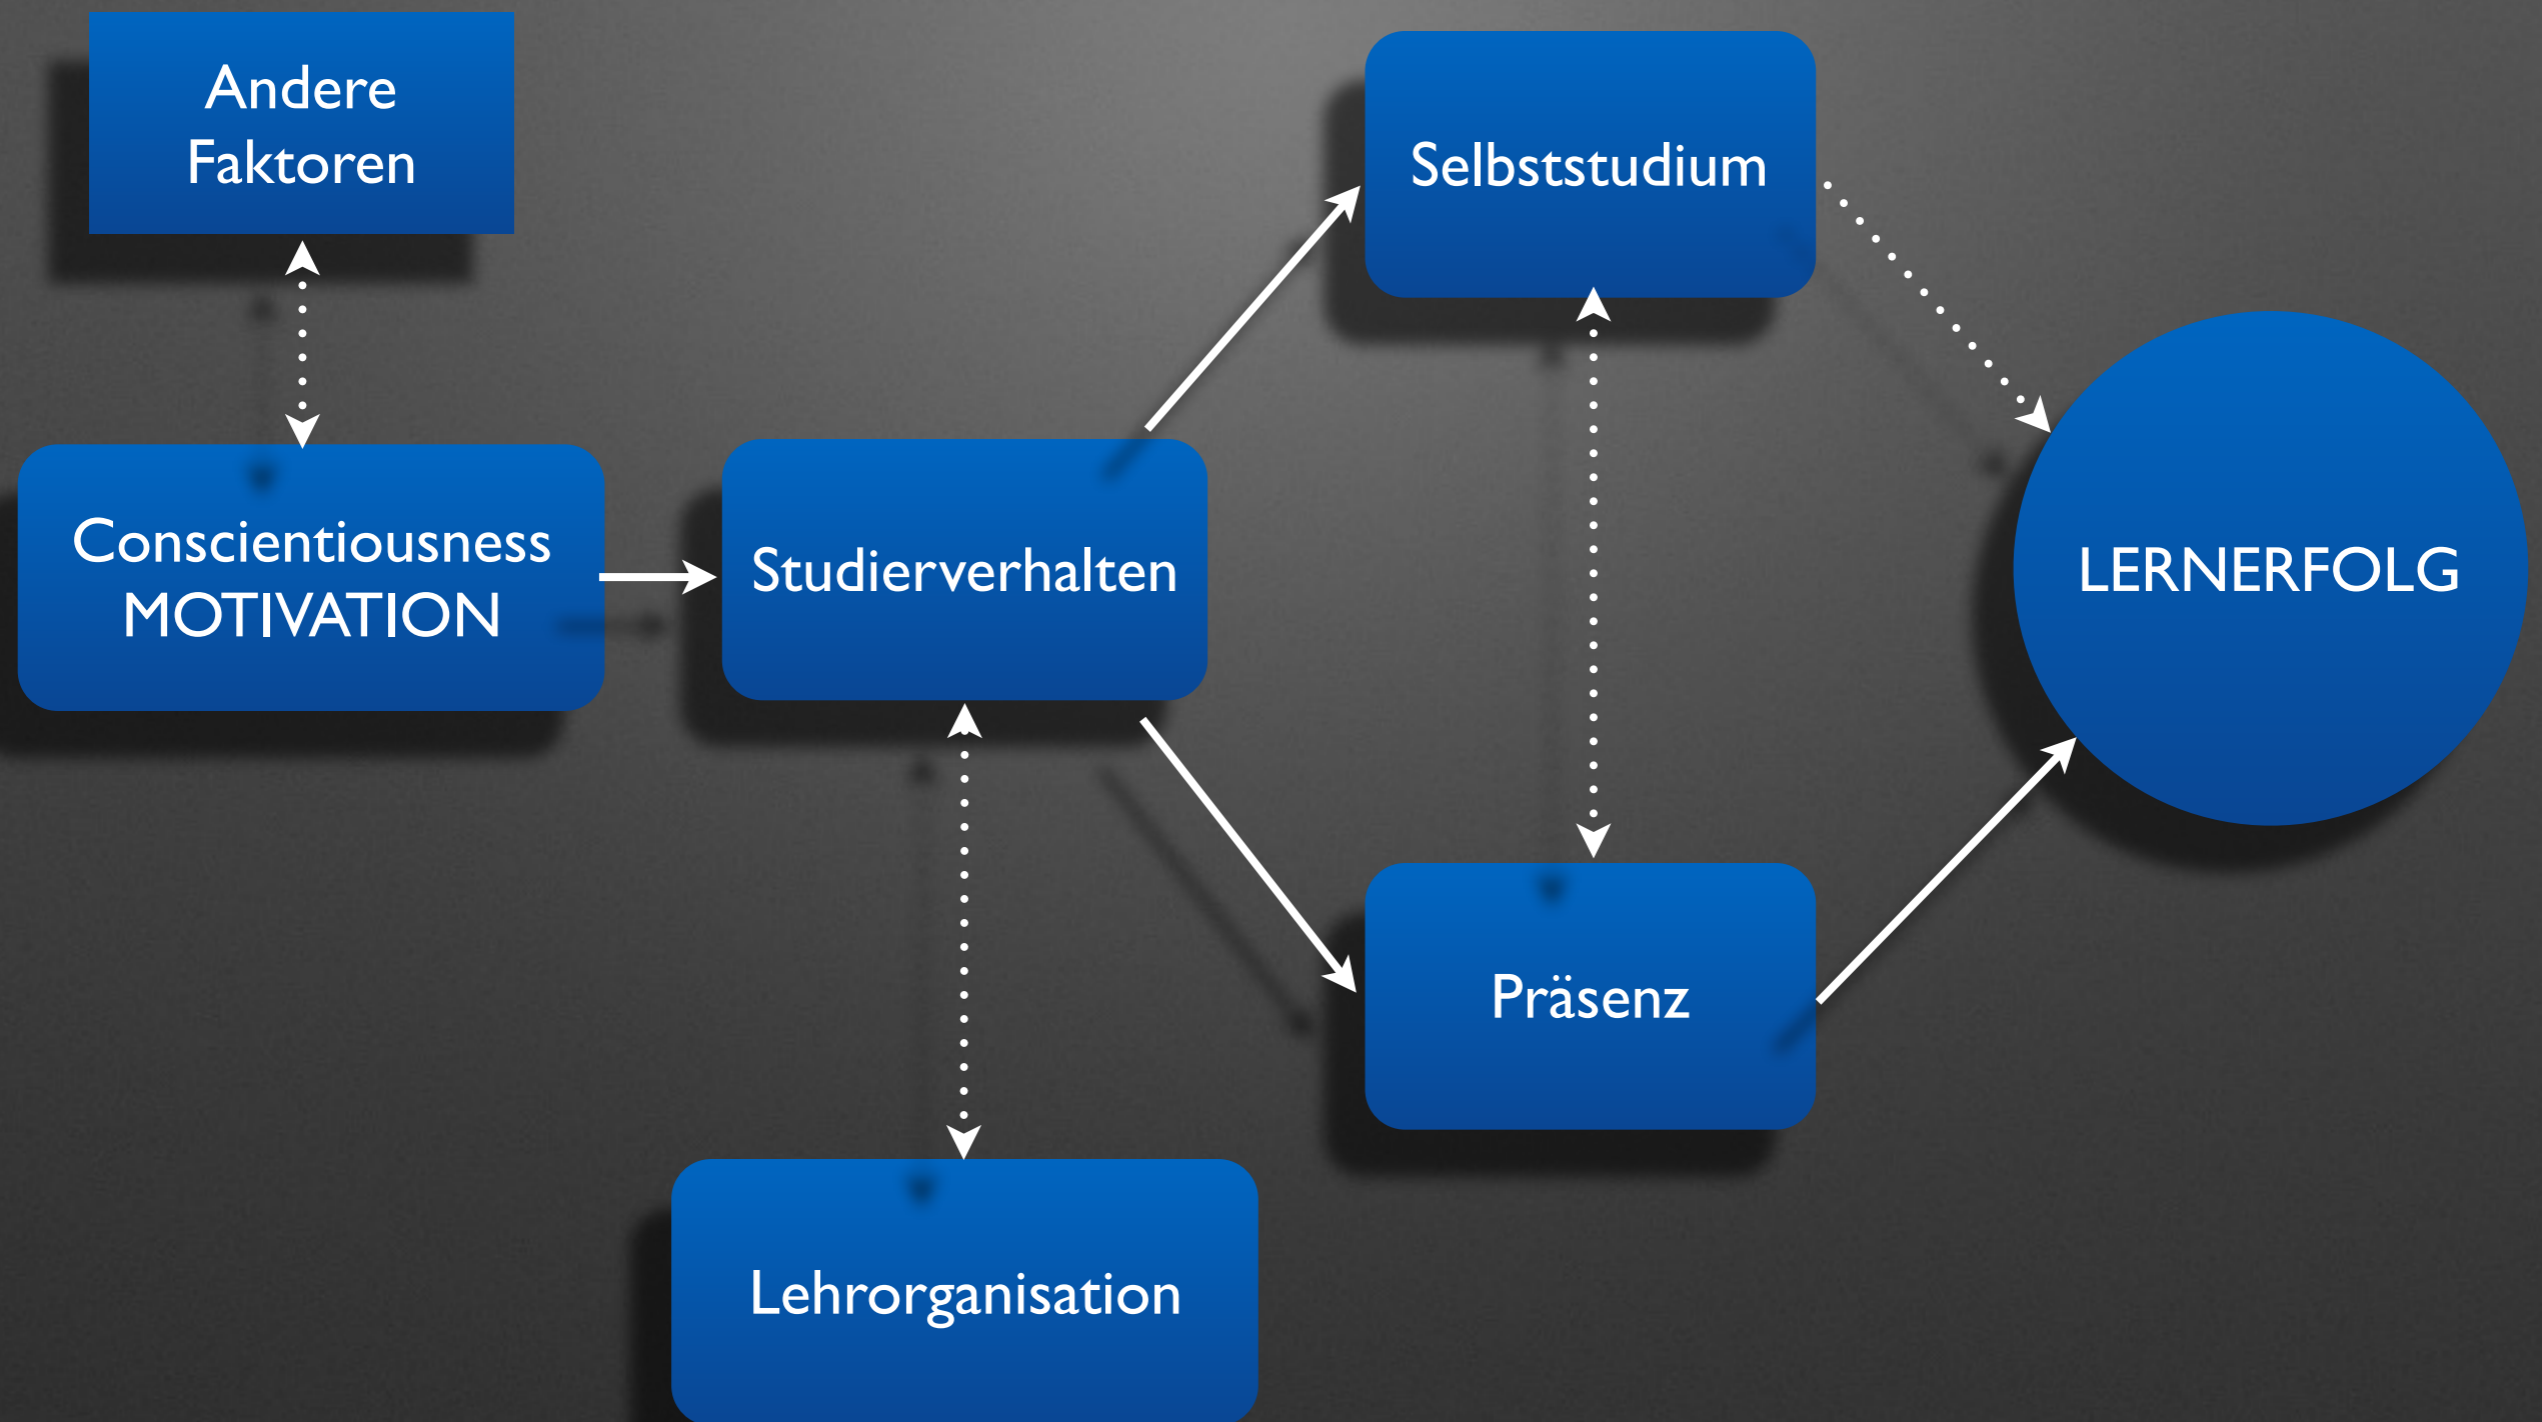 Andere
Faktoren
Selbststudium
Conscientiousness
MOTIVATION
Studierverhalten
LERNERFOLG
Präsenz
Lehrorganisation